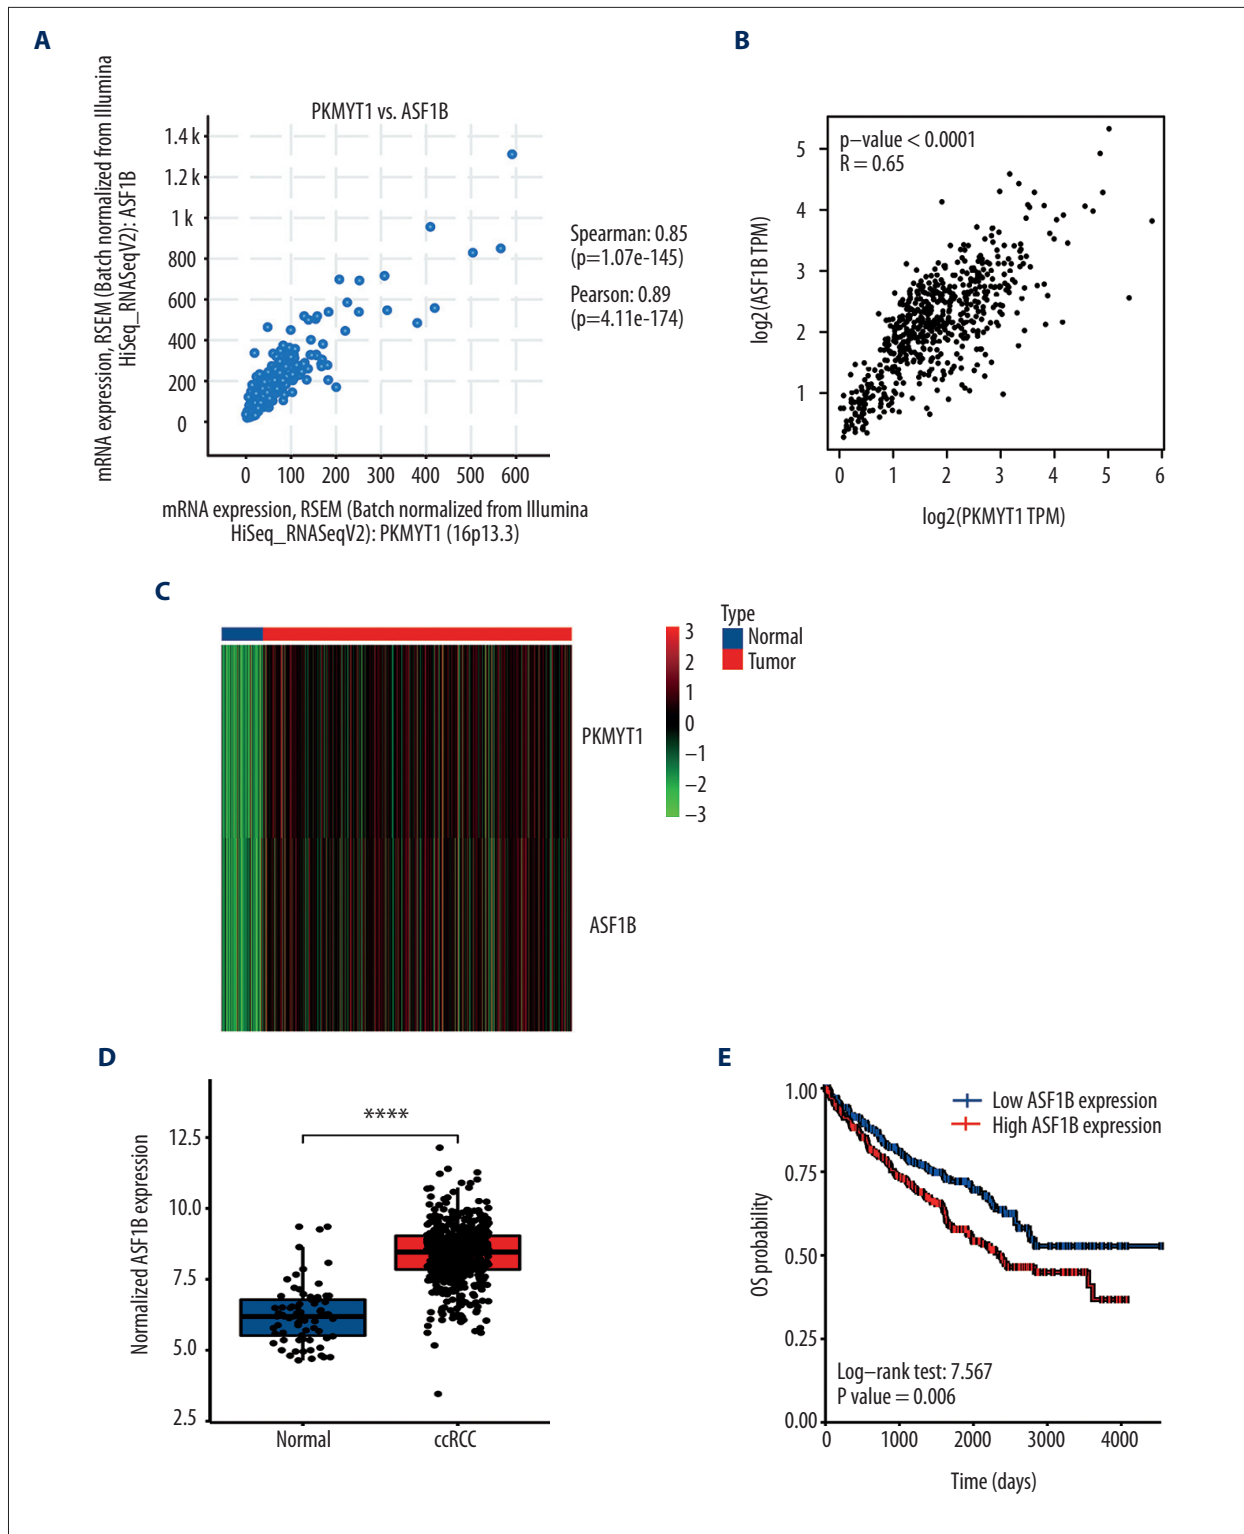 A
PKMYT1 vs. ASF1B
mRNA expression, RSEM (Batch normalized from Illumina
HiSeq_RNASeqV2): ASF1B
1.4 k
1.2 k
1 k
800
600
400
200
0
0 100 200 300 400 500 600
mRNA expression, RSEM (Batch normalized from Illumina
HiSeq_RNASeqV2): PKMYT1 (16p13.3)
Spearman: 0.85
(p=1.07e-145)
Pearson: 0.89
(p=4.11e-174)
B
p–value < 0.0001
R = 0.65
log2(ASF1B TPM)
5
4
3
2
1
0 1 2 3 4 5 6
log2(PKMYT1 TPM)
C
PKMYT1
ASF1B
3
2
1
0
–1
–2
–3
Type
Normal
Tumor
D
Normalized ASF1B expression
12.5
10.0
7.5
5.0
2.5
****
Normal ccRCC
E
OS probability
1.00
0.75
0.50
0.25
0.00
Low ASF1B expression
High ASF1B expression
Log–rank test: 7.567
P value = 0.006
0 1000 2000 3000 4000
Time (days)